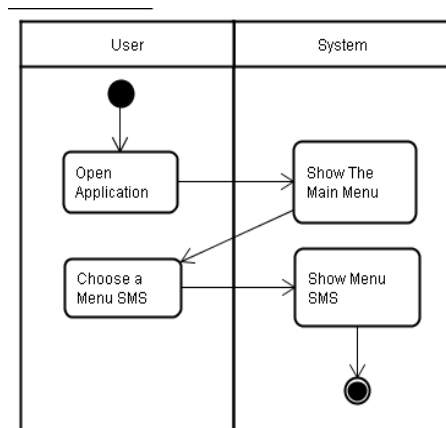 User
System
Open
Application
Show The
Main Menu
Choose a
Menu SMS
Show Menu
SMS